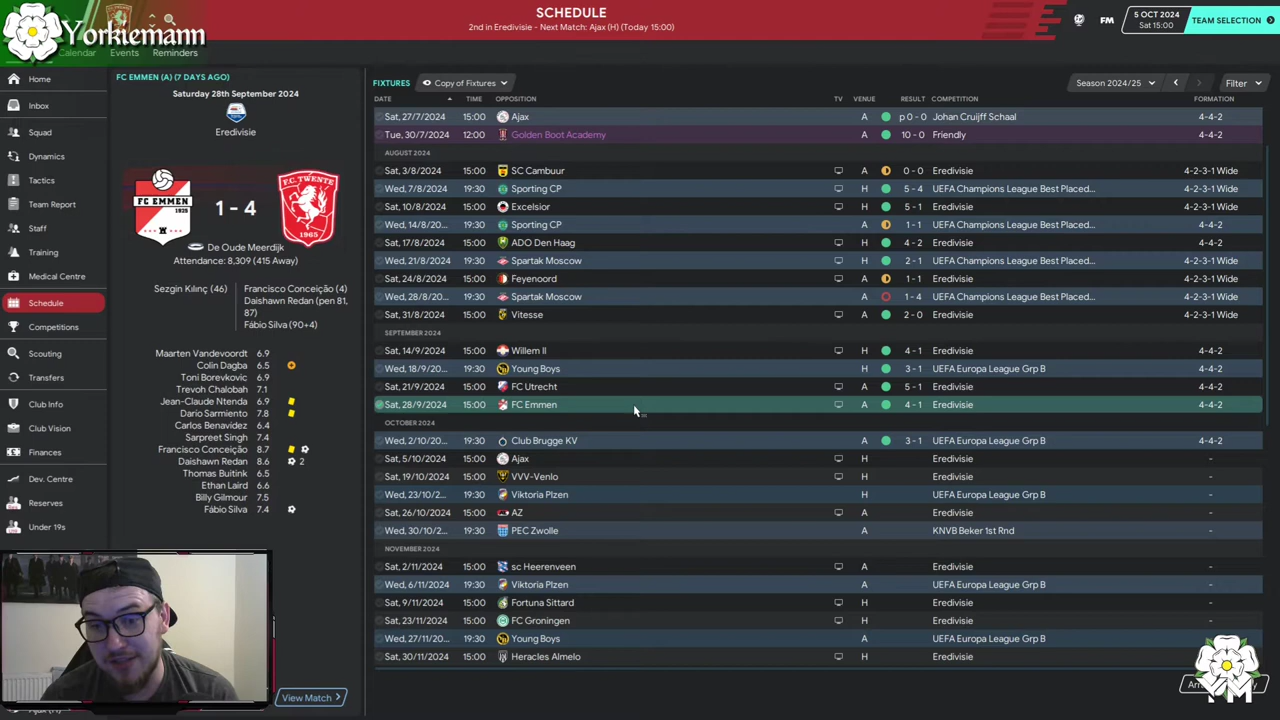 Yorkiemann
SCHEDULE
2nd in Eredivisie - Next Match: Ajax (H) (Today 15:00)
FM
5 OCT 2024
Sat 15:00
TEAM SELECTION
Calendar Events Reminders
Home
Inbox
Squad
Dynamics
Tactics
Team Report
Staff
Training
Medical Centre
Schedule
Competitions
Scouting
Transfers
Club Info
Club Vision
Finances
Dev. Centre
Reserves
Under 19s
FC EMMEN (A) (7 DAYS AGO)
Saturday 28th September 2024
Eredivisie
FC EMMEN
1925
1 - 4
F.C. TWENTE
1965
De Oude Meerdijk
Attendance: 8,309 (415 Away)
Sezgin Kılınç (46)
Francisco Conceição (4)
Daishawn Redan (pen 81,
87)
Fábio Silva (90+4)
Maarten Vandevoordt 6.9
Colin Dagba 6.5
Toni Borevkovic 6.9
Trevoh Chalobah 7.1
Jean-Claude Ntenda 6.9
Darío Sarmiento 7.8
Carlos Benavídez 6.4
Sarpreet Singh 7.4
Francisco Conceição 8.7
Daishawn Redan 8.6 2
Thomas Buitink 6.5
Ethan Laird 6.6
Billy Gilmour 7.5
Fábio Silva 7.4
View Match
FIXTURES Copy of Fixtures Season 2024/25 Filter
DATE TIME OPPOSITION TV VENUE RESULT COMPETITION FORMATION
Sat, 27/7/2024 15:00 Ajax A p 0 - 0 Johan Cruijff Schaal 4-4-2
Tue, 30/7/2024 12:00 Golden Boot Academy A 10 - 0 Friendly 4-4-2
AUGUST 2024
Sat, 3/8/2024 15:00 SC Cambuur A 0 - 0 Eredivisie 4-2-3-1 Wide
Wed, 7/8/2024 19:30 Sporting CP H 5 - 4 UEFA Champions League Best Placed... 4-2-3-1 Wide
Sat, 10/8/2024 15:00 Excelsior H 5 - 1 Eredivisie 4-2-3-1 Wide
Wed, 14/8/2024 19:30 Sporting CP A 1 - 1 UEFA Champions League Best Placed... 4-2-3-1 Wide
Sat, 17/8/2024 15:00 ADO Den Haag H 4 - 2 Eredivisie 4-2-3-1 Wide
Wed, 21/8/2024 19:30 Spartak Moscow H 2 - 1 UEFA Champions League Best Placed... 4-2-3-1 Wide
Sat, 24/8/2024 15:00 Feyenoord A 1 - 1 Eredivisie 4-2-3-1 Wide
Wed, 28/8/20... 19:30 Spartak Moscow A 1 - 4 UEFA Champions League Best Placed... 4-2-3-1 Wide
Sat, 31/8/2024 15:00 Vitesse A 2 - 0 Eredivisie 4-2-3-1 Wide
SEPTEMBER 2024
Sat, 14/9/2024 15:00 Willem II H 4 - 1 Eredivisie 4-4-2
Wed, 18/9/20... 19:30 Young Boys H 3 - 1 UEFA Europa League Grp B 4-4-2
Sat, 21/9/2024 15:00 FC Utrecht A 5 - 1 Eredivisie 4-4-2
Sat, 28/9/2024 15:00 FC Emmen A 4 - 1 Eredivisie 4-4-2
OCTOBER 2024
Wed, 2/10/20... 19:30 Club Brugge KV A 3 - 1 UEFA Europa League Grp B 4-4-2
Sat, 5/10/2024 15:00 Ajax H Eredivisie -
Sat, 19/10/2024 15:00 VVV-Venlo A Eredivisie -
Wed, 23/10/2... 19:30 Viktoria Plzen H UEFA Europa League Grp B -
Sat, 26/10/2024 15:00 AZ A Eredivisie -
Wed, 30/10/2... 19:30 PEC Zwolle A KNVB Beker 1st Rnd -
NOVEMBER 2024
Sat, 2/11/2024 15:00 sc Heerenveen A Eredivisie -
Wed, 6/11/2024 19:30 Viktoria Plzen A UEFA Europa League Grp B -
Sat, 9/11/2024 15:00 Fortuna Sittard H Eredivisie -
Sat, 23/11/2024 15:00 FC Groningen H Eredivisie -
Wed, 27/11/20... 19:30 Young Boys A UEFA Europa League Grp B -
Sat, 30/11/2024 15:00 Heracles Almelo H Eredivisie
YM